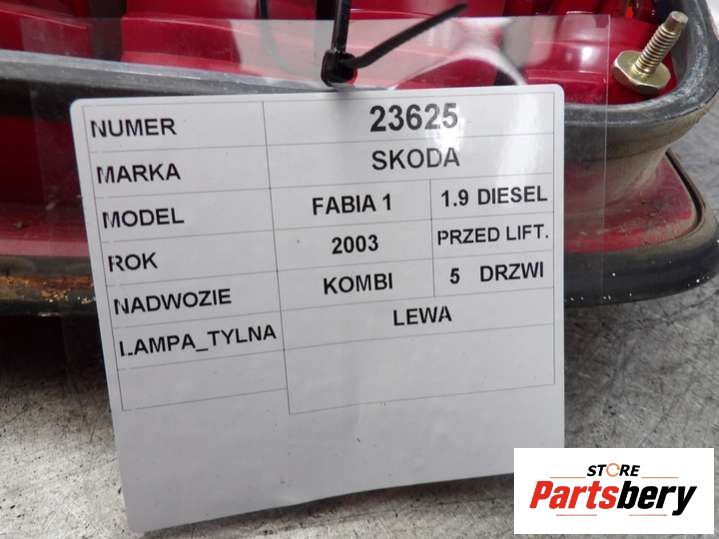 NUMER 23625
MARKA SKODA
MODEL FABIA 1 1.9 DIESEL
ROK 2003 PRZED LIFT.
NADWOZIE KOMBI 5 DRZWI
LAMPA_TYLNA LEWA
STORE
Partsbery